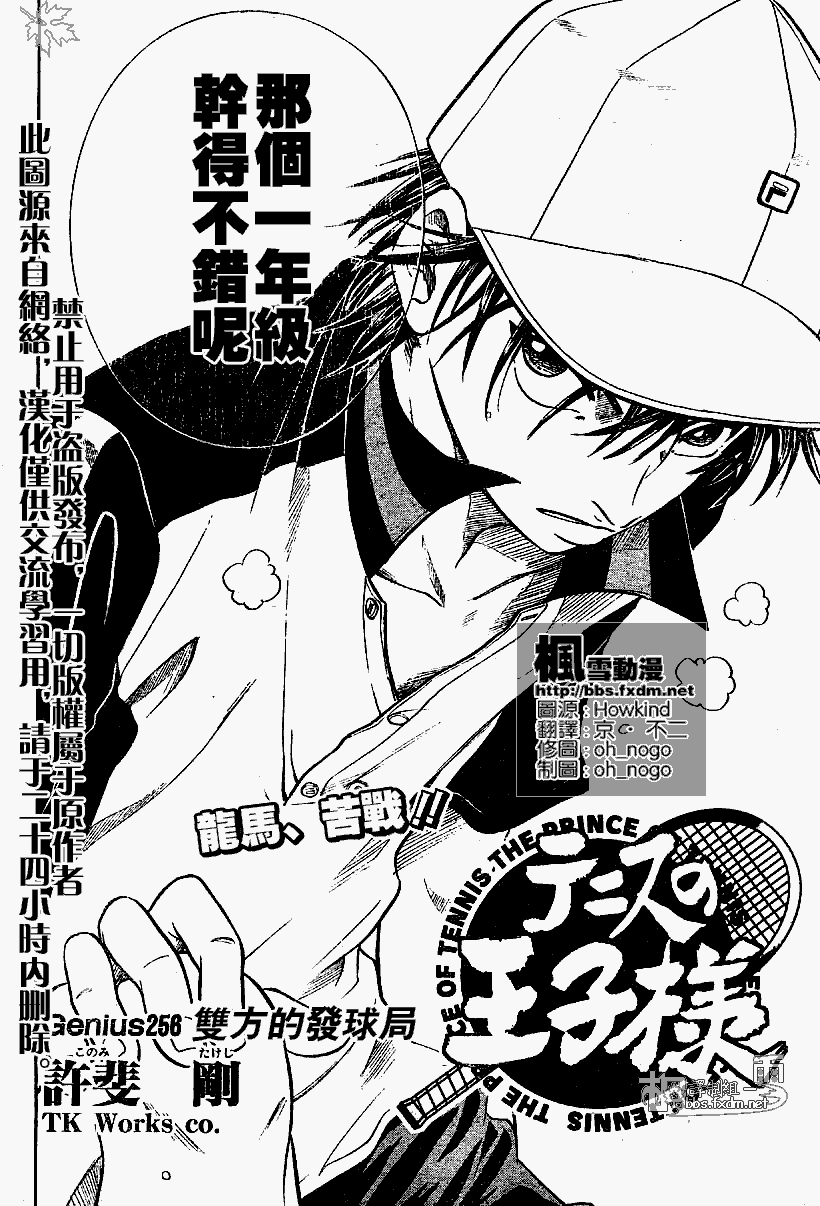 那個一年級
幹得不錯呢
此圖源來自網絡，漢化僅供交流學習用，請于二十四小時內刪除。
禁止用于盗版發布，一切版權屬于原作者
F
楓雪動漫
http://bbs.fxdm.net
圖源：Howkind
翻譯：京 不二
修圖：oh_nogo
制圖：oh_nogo
龍馬、苦戰!!
THE PRINCE OF TENNIS
テニスの
王子様
Genius256 雙方的發球局
このみ たけし
許斐 剛
TK Works co.
bbs.fxdm.net